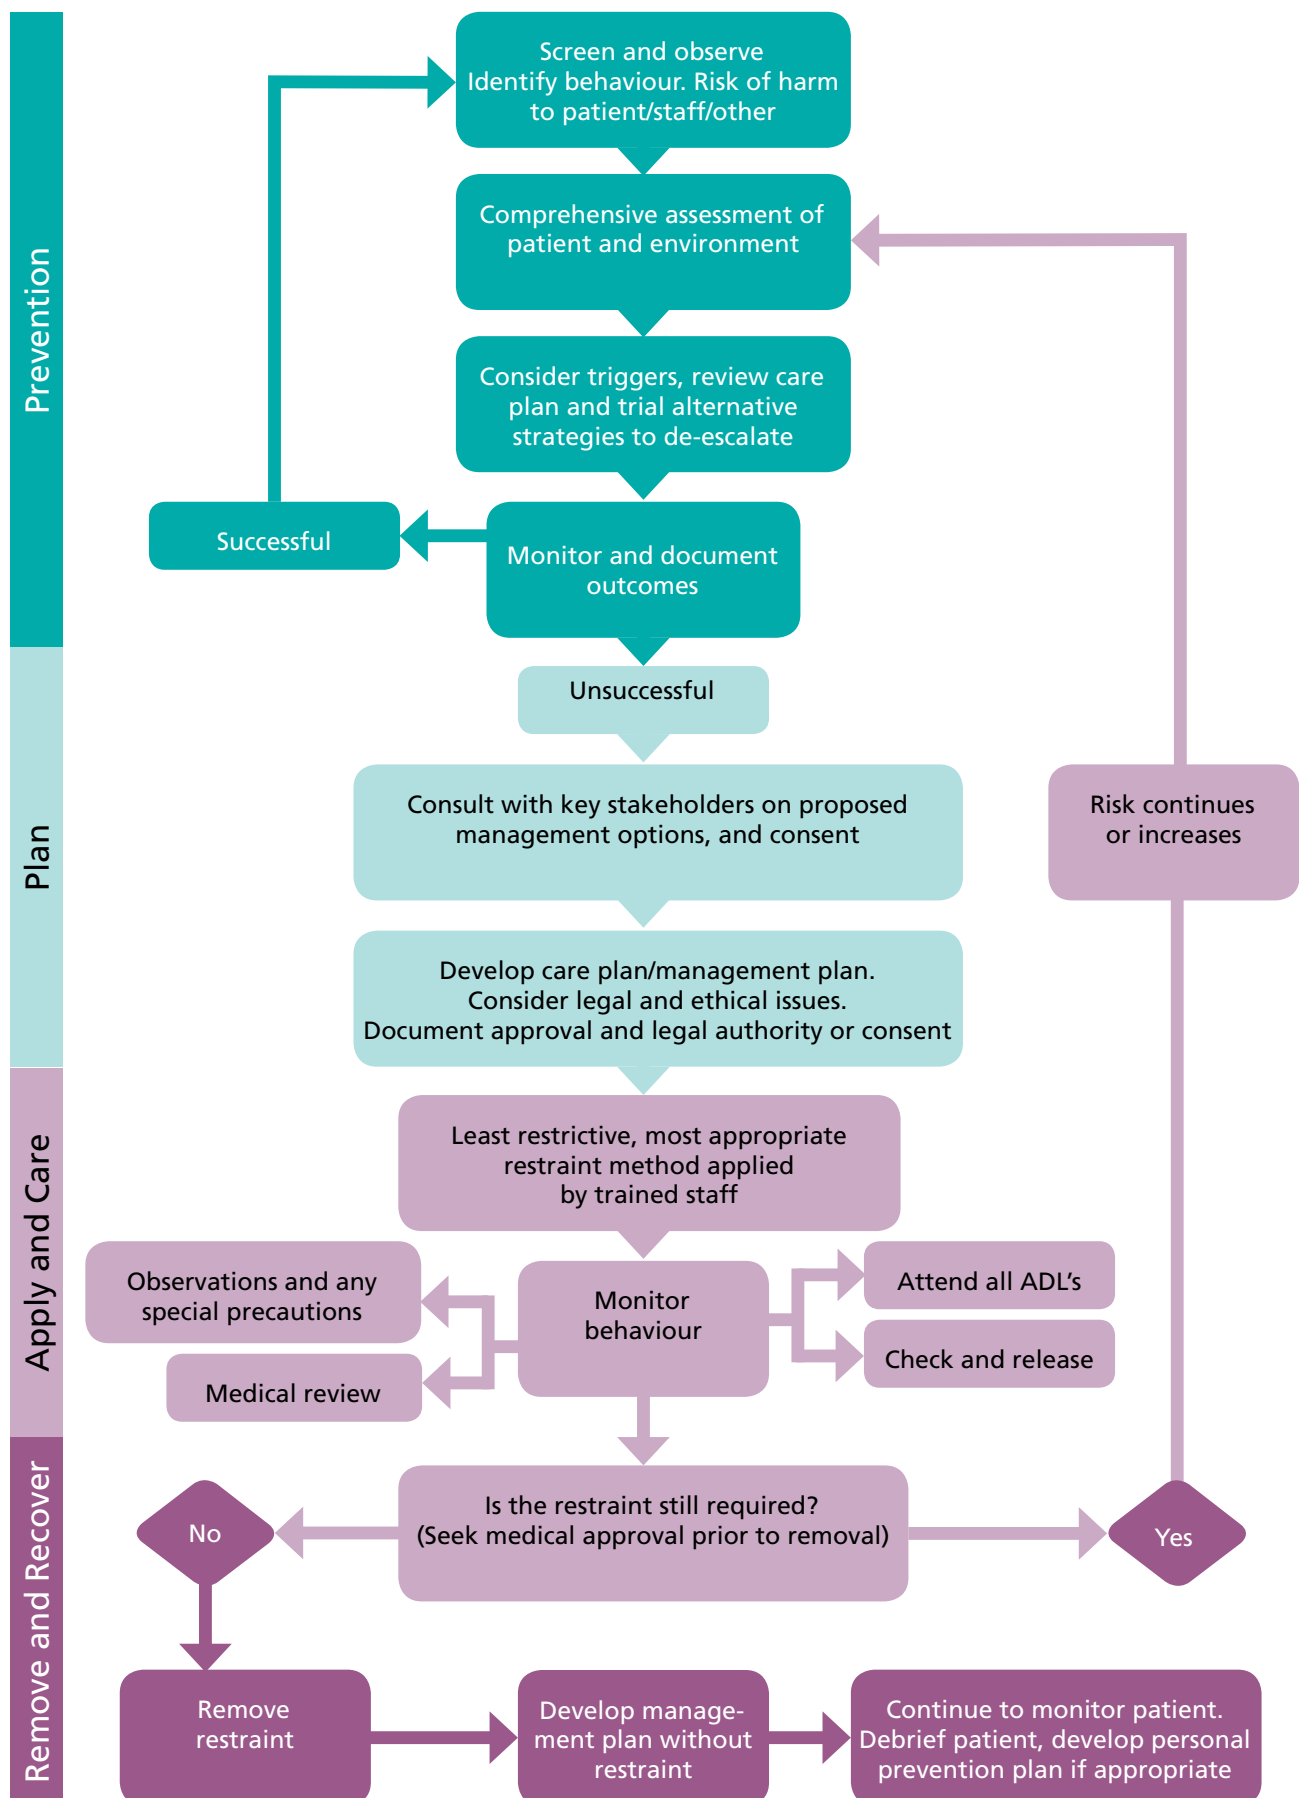 Prevention
Screen and observe
Identify behaviour. Risk of harm
to patient/staff/other
Comprehensive assessment of
patient and environment
Consider triggers, review care
plan and trial alternative
strategies to de-escalate
Successful
Monitor and document
outcomes
Plan
Unsuccessful
Consult with key stakeholders on proposed
management options, and consent
Risk continues
or increases
Develop care plan/management plan.
Consider legal and ethical issues.
Document approval and legal authority or consent
Apply and Care
Least restrictive, most appropriate
restraint method applied
by trained staff
Observations and any
special precautions
Medical review
Monitor
behaviour
Attend all ADL's
Check and release
Remove and Recover
No
Is the restraint still required?
(Seek medical approval prior to removal)
Yes
Remove
restraint
Develop manage-
ment plan without
restraint
Continue to monitor patient.
Debrief patient, develop personal
prevention plan if appropriate